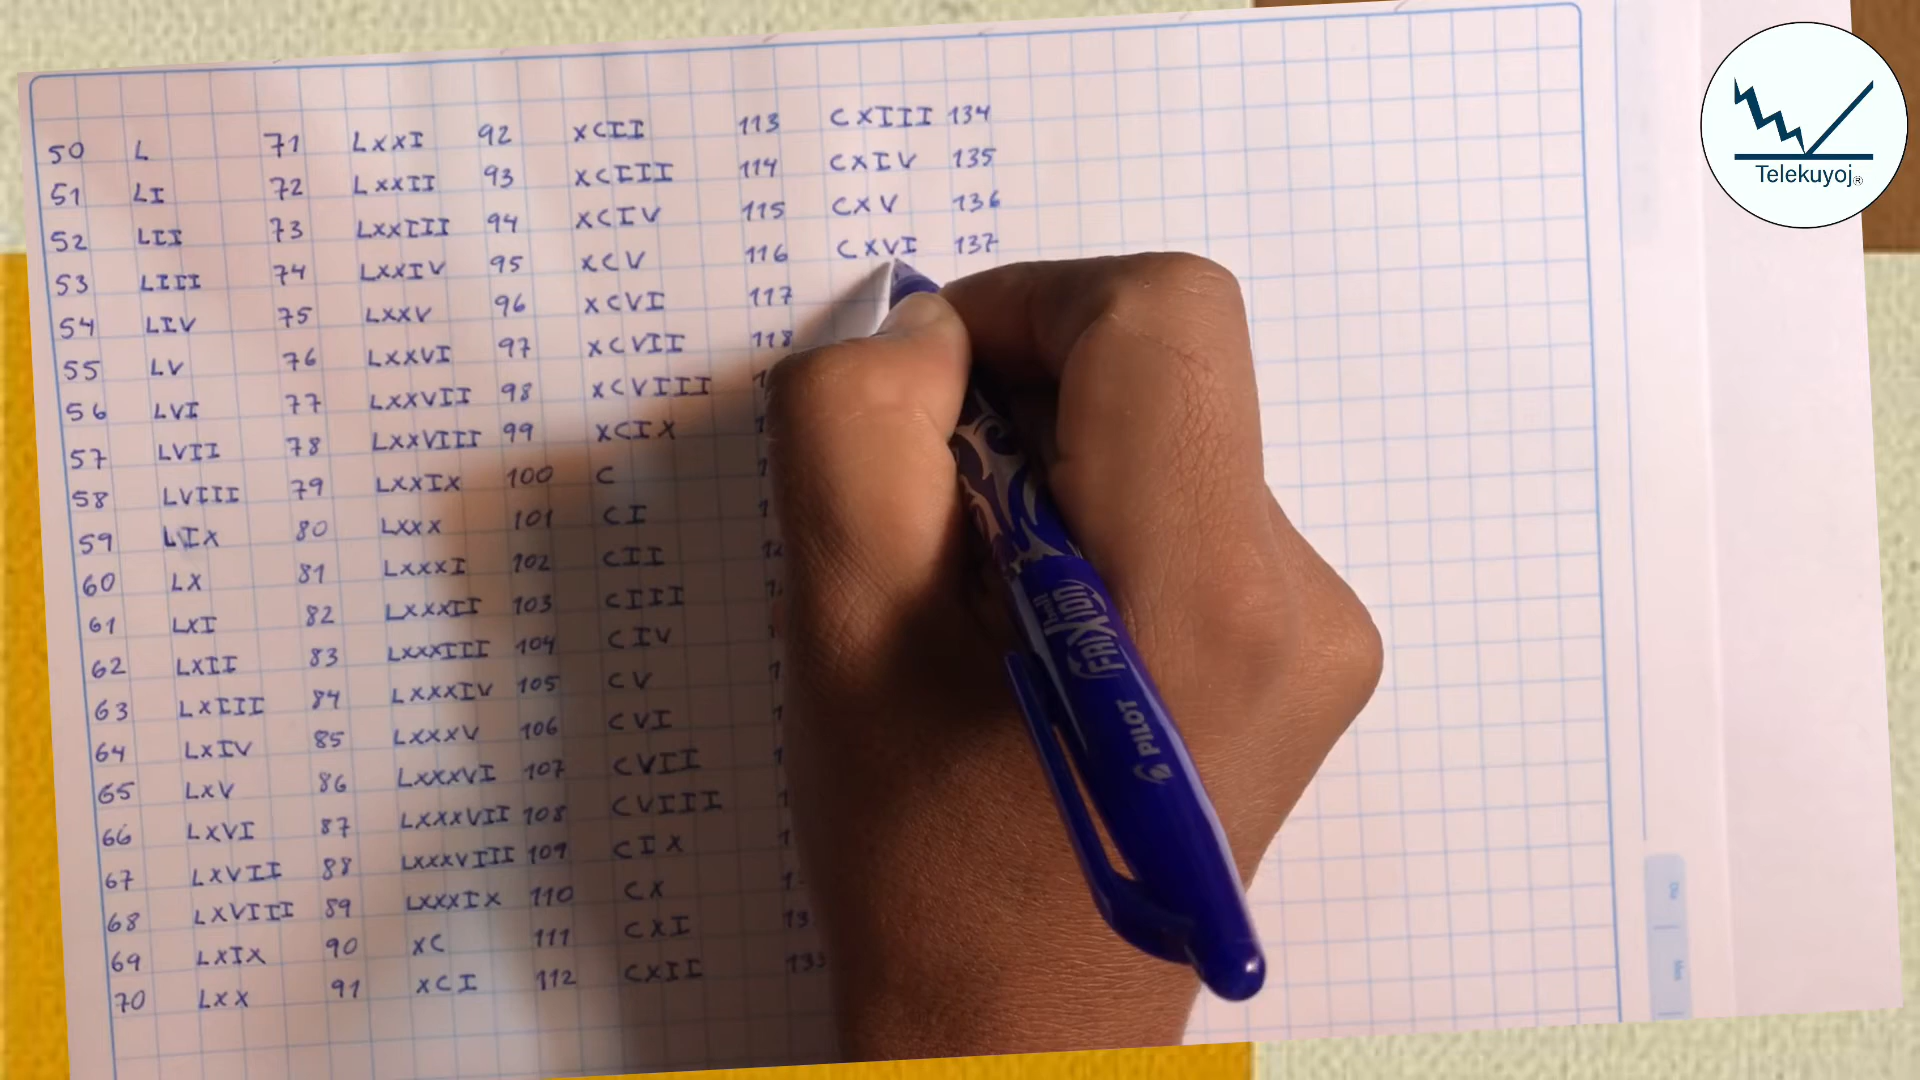 50 L 71 LXXI 92 XCII 113 CXIII 134
51 LI 72 LXXII 93 XCIII 114 CXIV 135
52 LII 73 LXXIII 94 XCIV 115 CXV 136
53 LIII 74 LXXIV 95 XCV 116 CXVI 137
54 LIV 75 LXXV 96 XCVI 117
55 LV 76 LXXVI 97 XCVII 118
56 LVI 77 LXXVII 98 XCVIII
57 LVII 78 LXXVIII 99 XCIX
58 LVIII 79 LXXIX 100 C
59 LIX 80 LXXX 101 CI
60 LX 81 LXXXI 102 CII
61 LXI 82 LXXXII 103 CIII
62 LXII 83 LXXXIII 104 CIV
63 LXIII 84 LXXXIV 105 CV
64 LXIV 85 LXXXV 106 CVI
65 LXV 86 LXXXVI 107 CVII
66 LXVI 87 LXXXVII 108 CVIII
67 LXVII 88 LXXXVIII 109 CIX
68 LXVIII 89 LXXXIX 110 CX
69 LXIX 90 XC 111 CXI
70 LXX 91 XCI 112 CXII
Telekuyoj®
FRIXION
ball
PILOT